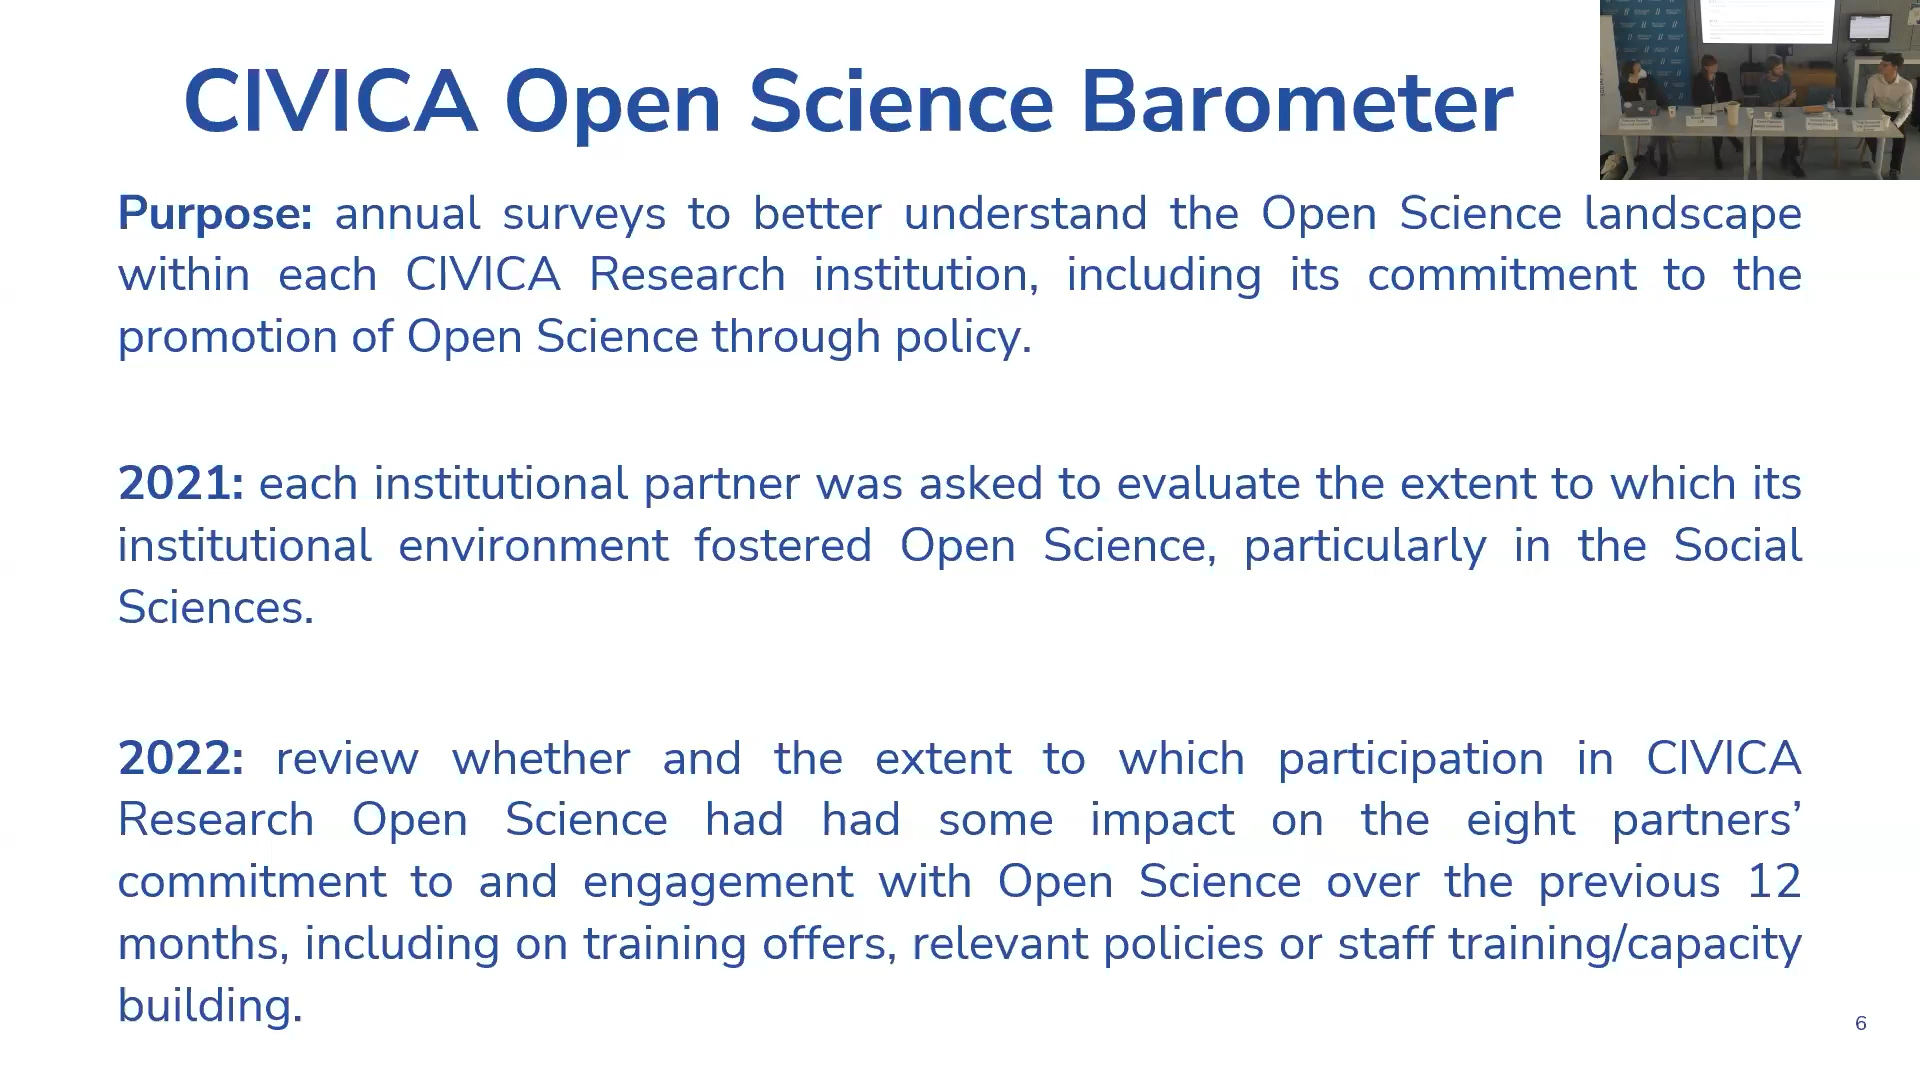 CIVICA Open Science Barometer
Purpose: annual surveys to better understand the Open Science landscape
within each CIVICA Research institution, including its commitment to the
promotion of Open Science through policy.
2021: each institutional partner was asked to evaluate the extent to which its
institutional environment fostered Open Science, particularly in the Social
Sciences.
2022: review whether and the extent to which participation in CIVICA
Research Open Science had had some impact on the eight partners’
commitment to and engagement with Open Science over the previous 12
months, including on training offers, relevant policies or staff training/capacity
building.
6